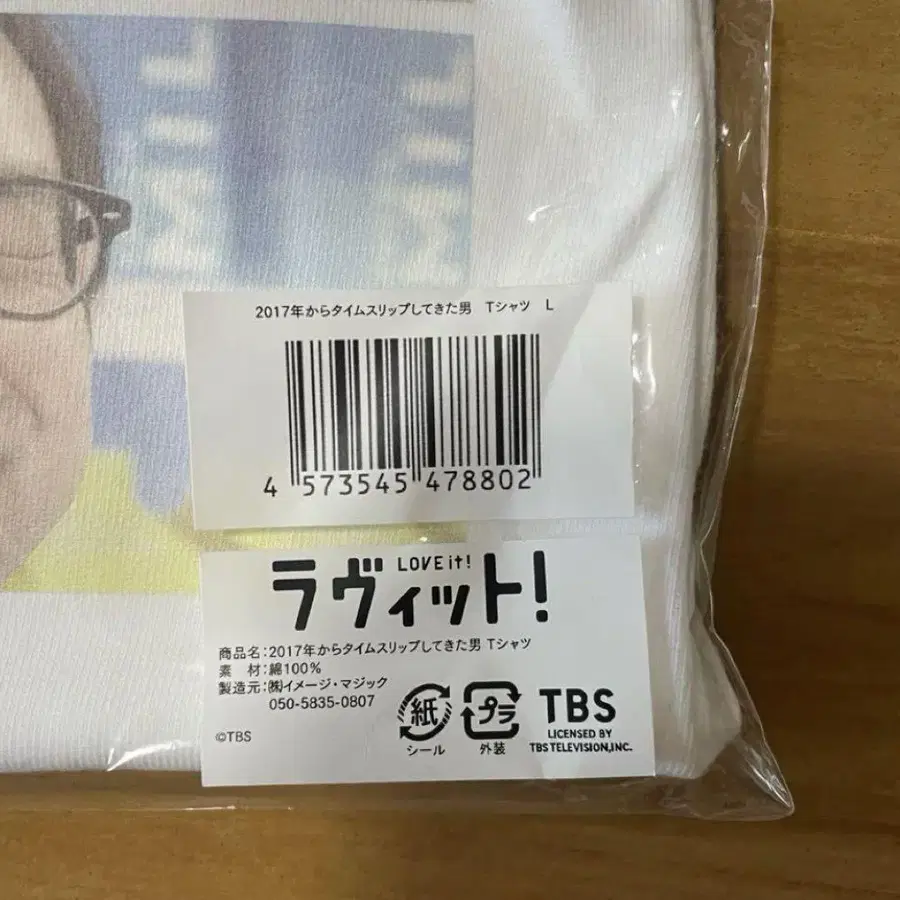 MIL
MIL
2017年からタイムスリップしてきた男 Tシャツ L
4 573545 478802
LOVE it!
ラヴィット!
商品名:2017年からタイムスリップしてきた男 Tシャツ
素 材:綿100%
製造元:㈱イメージ・マジック
050-5835-0807
©TBS
紙
シール
プラ
外装
TBS
LICENSED BY
TBS TELEVISION, INC.